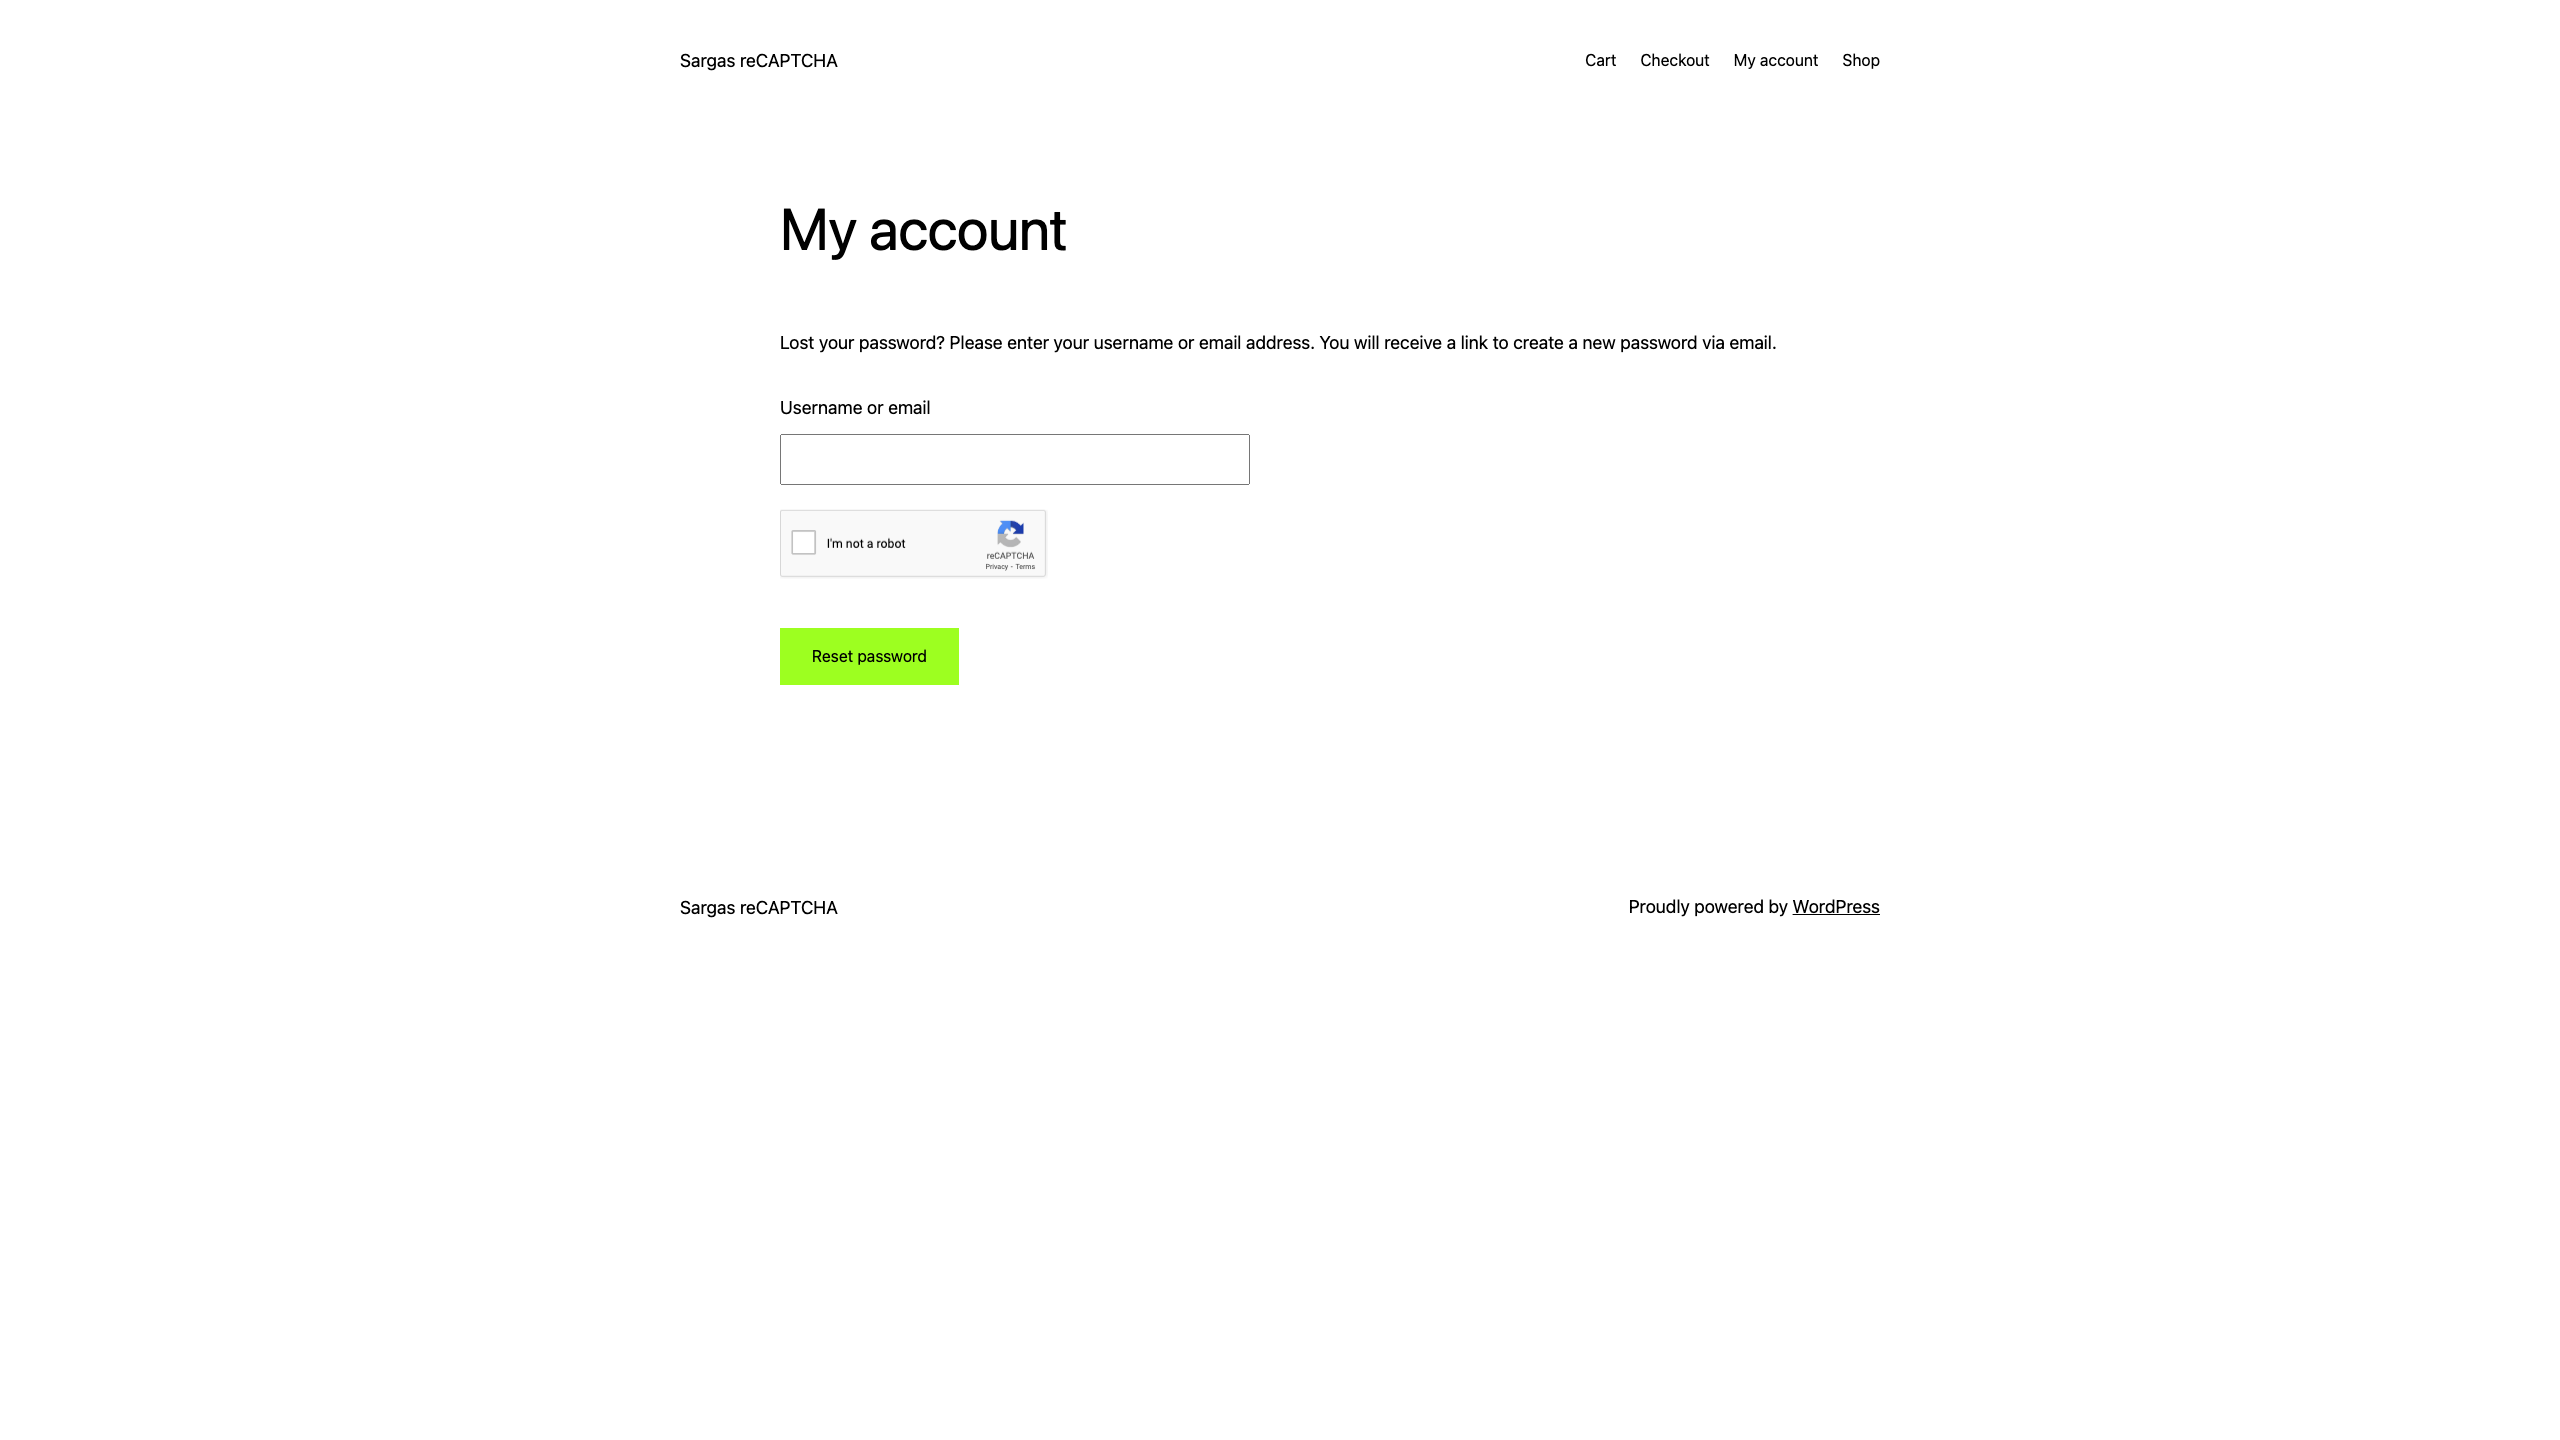 Sargas reCAPTCHA
Cart Checkout My account Shop
My account
Lost your password? Please enter your username or email address. You will receive a link to create a new password via email.
Username or email
I'm not a robot
reCAPTCHA
Privacy - Terms
Reset password
Sargas reCAPTCHA
Proudly powered by WordPress